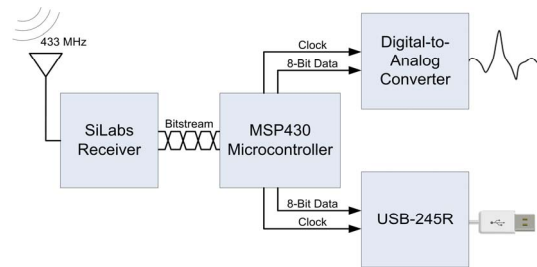 433 MHz
SiLabs
Receiver
Bitstream
MSP430
Microcontroller
Clock
8-Bit Data
Digital-to-
Analog
Converter
8-Bit Data
Clock
USB-245R